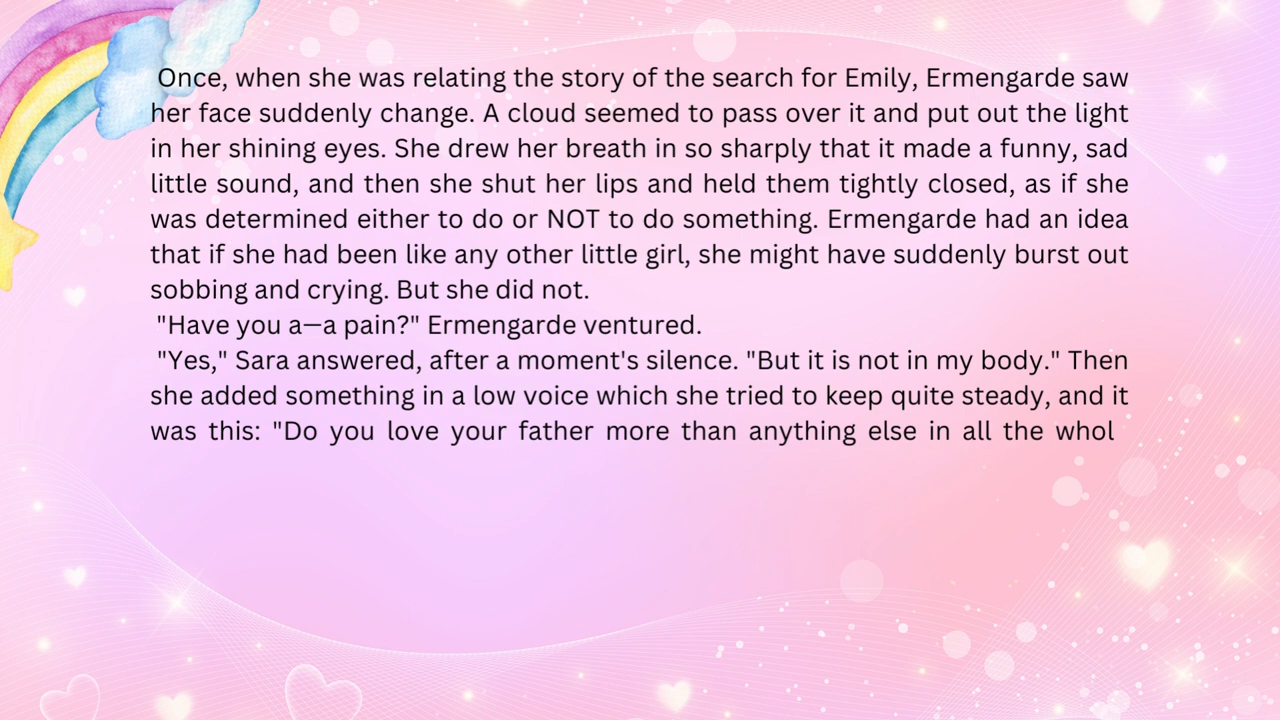 Once, when she was relating the story of the search for Emily, Ermengarde saw
her face suddenly change. A cloud seemed to pass over it and put out the light
in her shining eyes. She drew her breath in so sharply that it made a funny, sad
little sound, and then she shut her lips and held them tightly closed, as if she
was determined either to do or NOT to do something. Ermengarde had an idea
that if she had been like any other little girl, she might have suddenly burst out
sobbing and crying. But she did not.
"Have you a—a pain?" Ermengarde ventured.
"Yes," Sara answered, after a moment's silence. "But it is not in my body." Then
she added something in a low voice which she tried to keep quite steady, and it
was this: "Do you love your father more than anything else in all the whol